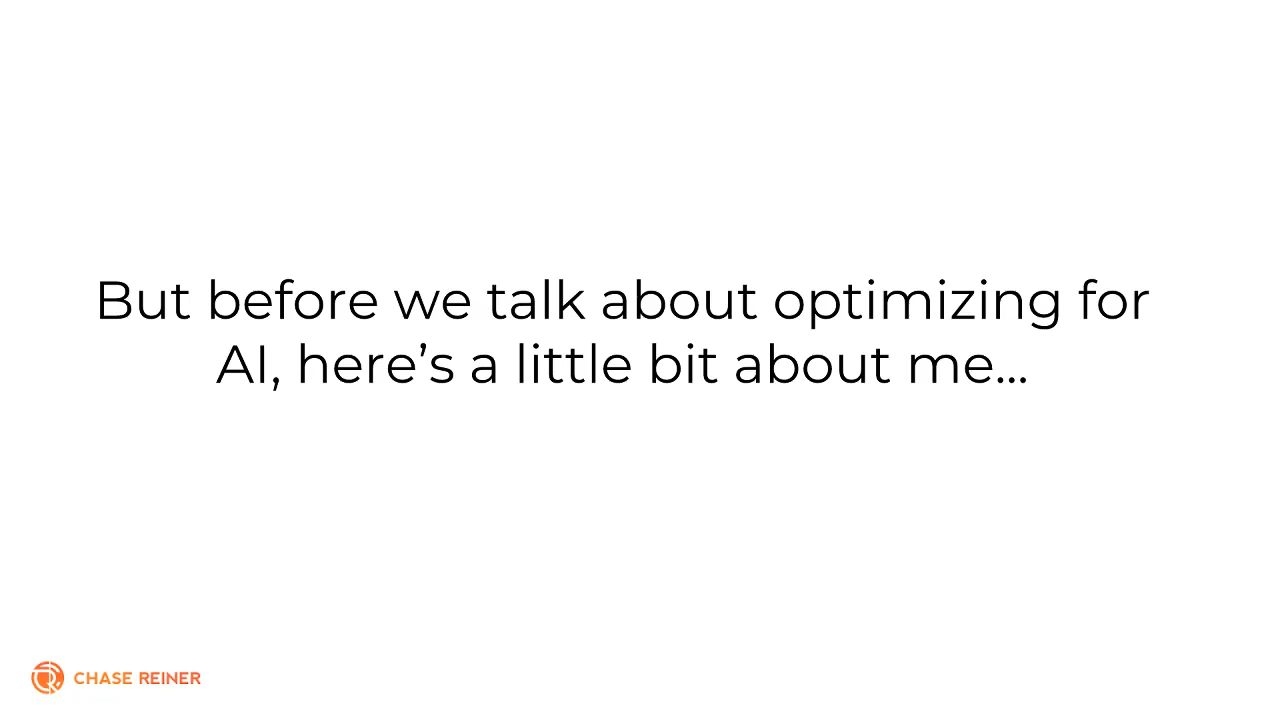 But before we talk about optimizing for
AI, here’s a little bit about me...
CHASE REINER